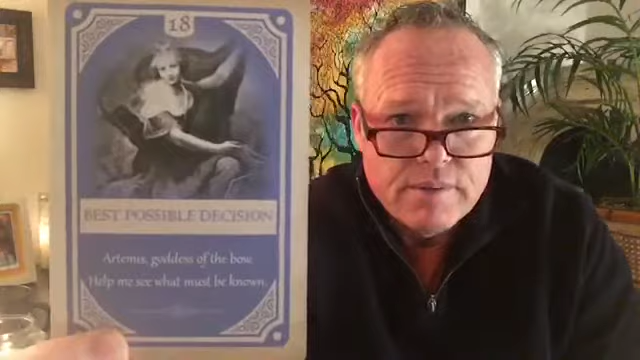 18
BEST POSSIBLE DECISION
Artemis, goddess of the bow.
Help me see what must be known.